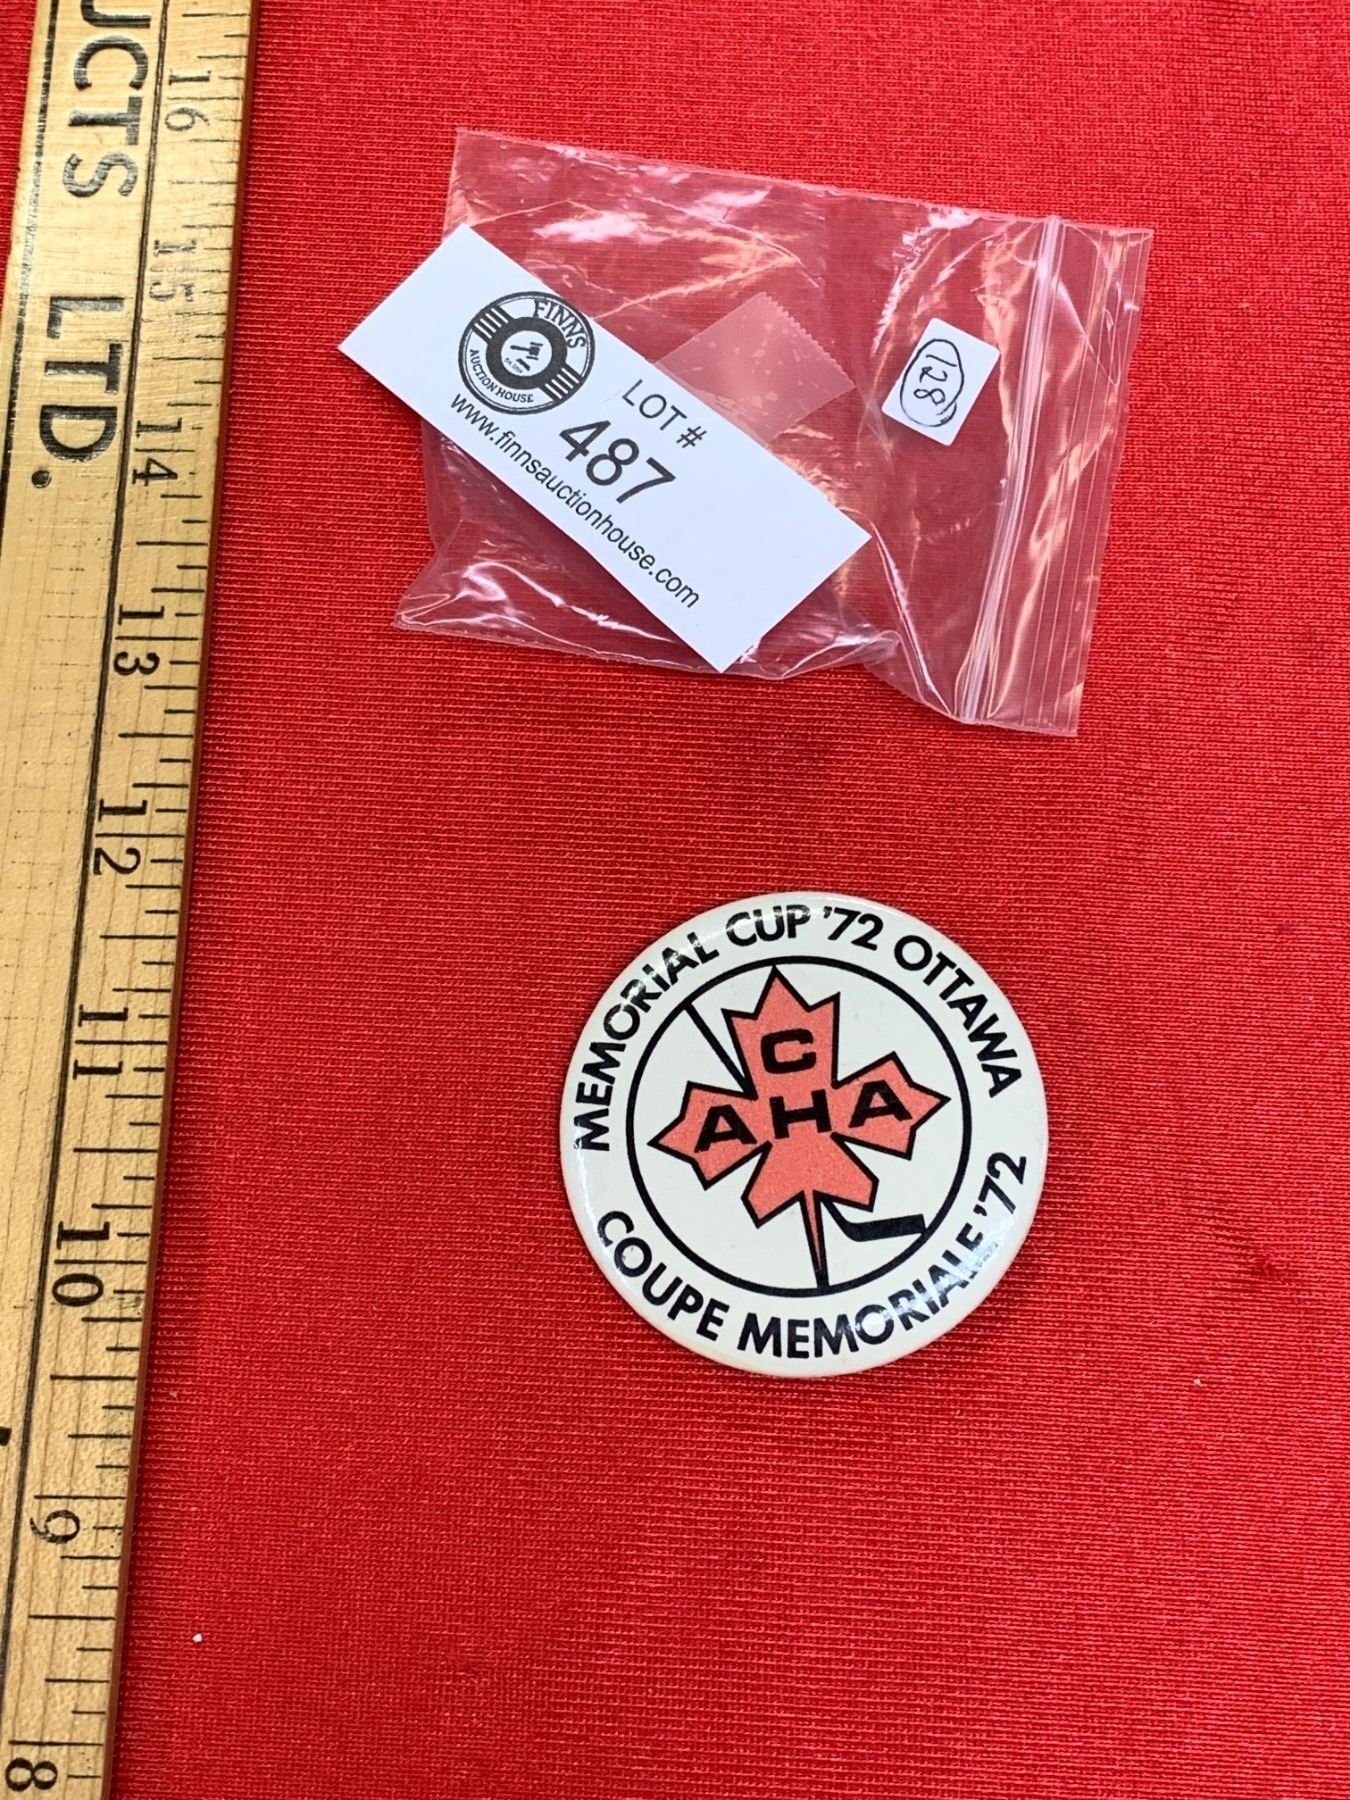 UCTS LTD.
16
15
14
13
12
11
10
9
8
FINNS
AUCTION HOUSE
LOT #
487
www.finnsauctionhouse.com
128
MEMORIAL CUP '72 OTTAWA
C
AHA
COUPE MEMORIALE '72